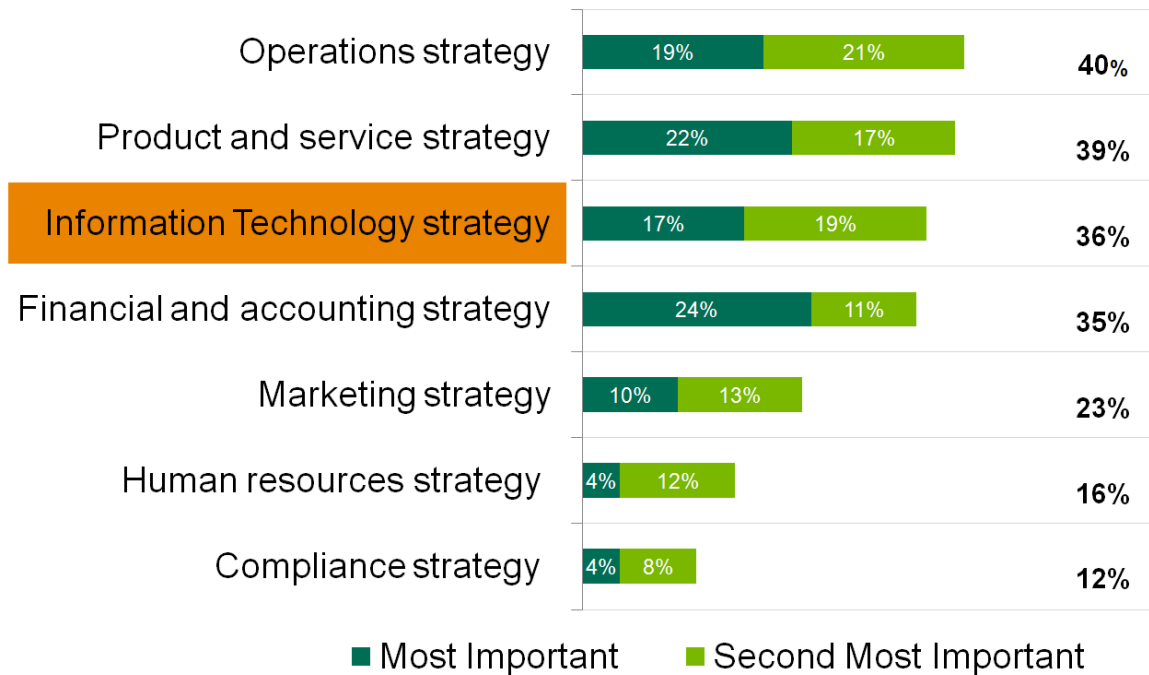 Operations strategy 19% 21% 40%
Product and service strategy 22% 17% 39%
Information Technology strategy 17% 19% 36%
Financial and accounting strategy 24% 11% 35%
Marketing strategy 10% 13% 23%
Human resources strategy 4% 12% 16%
Compliance strategy 4% 8% 12%
Most Important Second Most Important